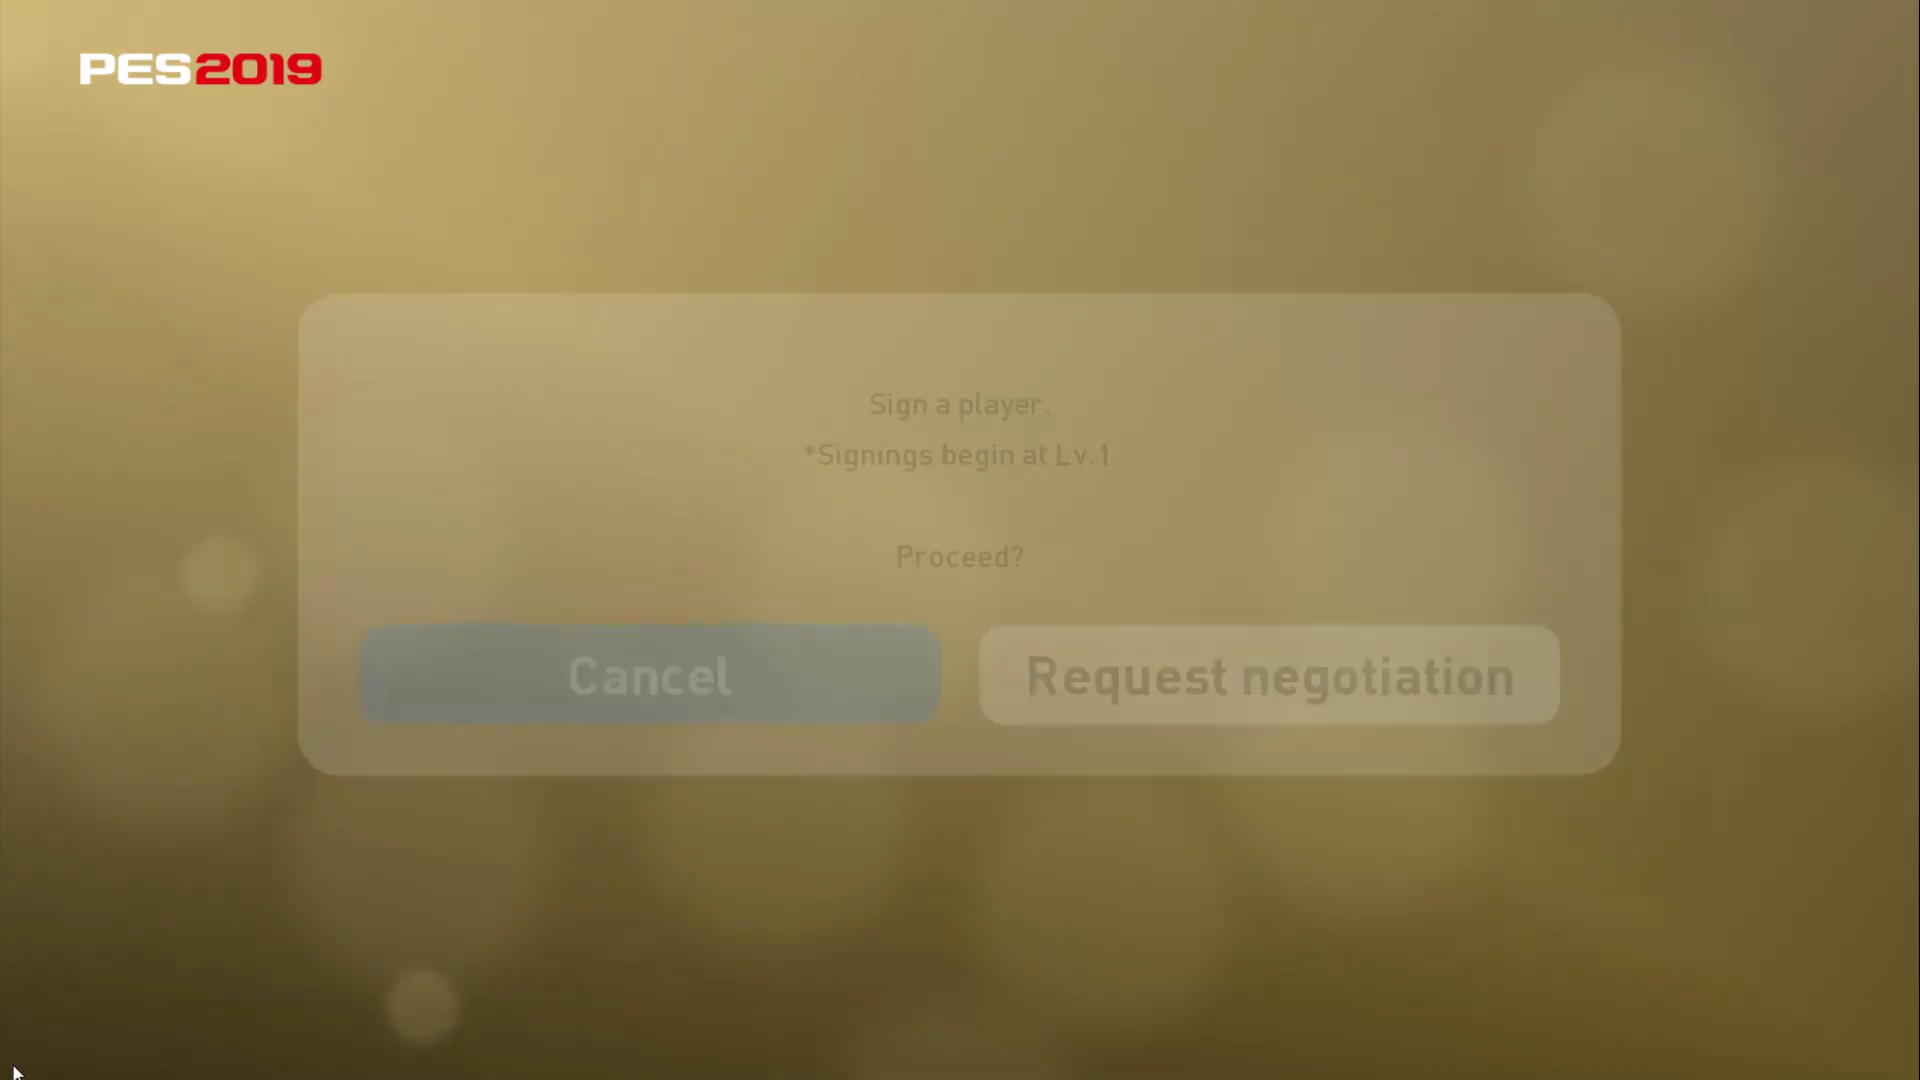 PES2019
Sign a player.
*Signings begin at Lv.1
Proceed?
Cancel
Request negotiation